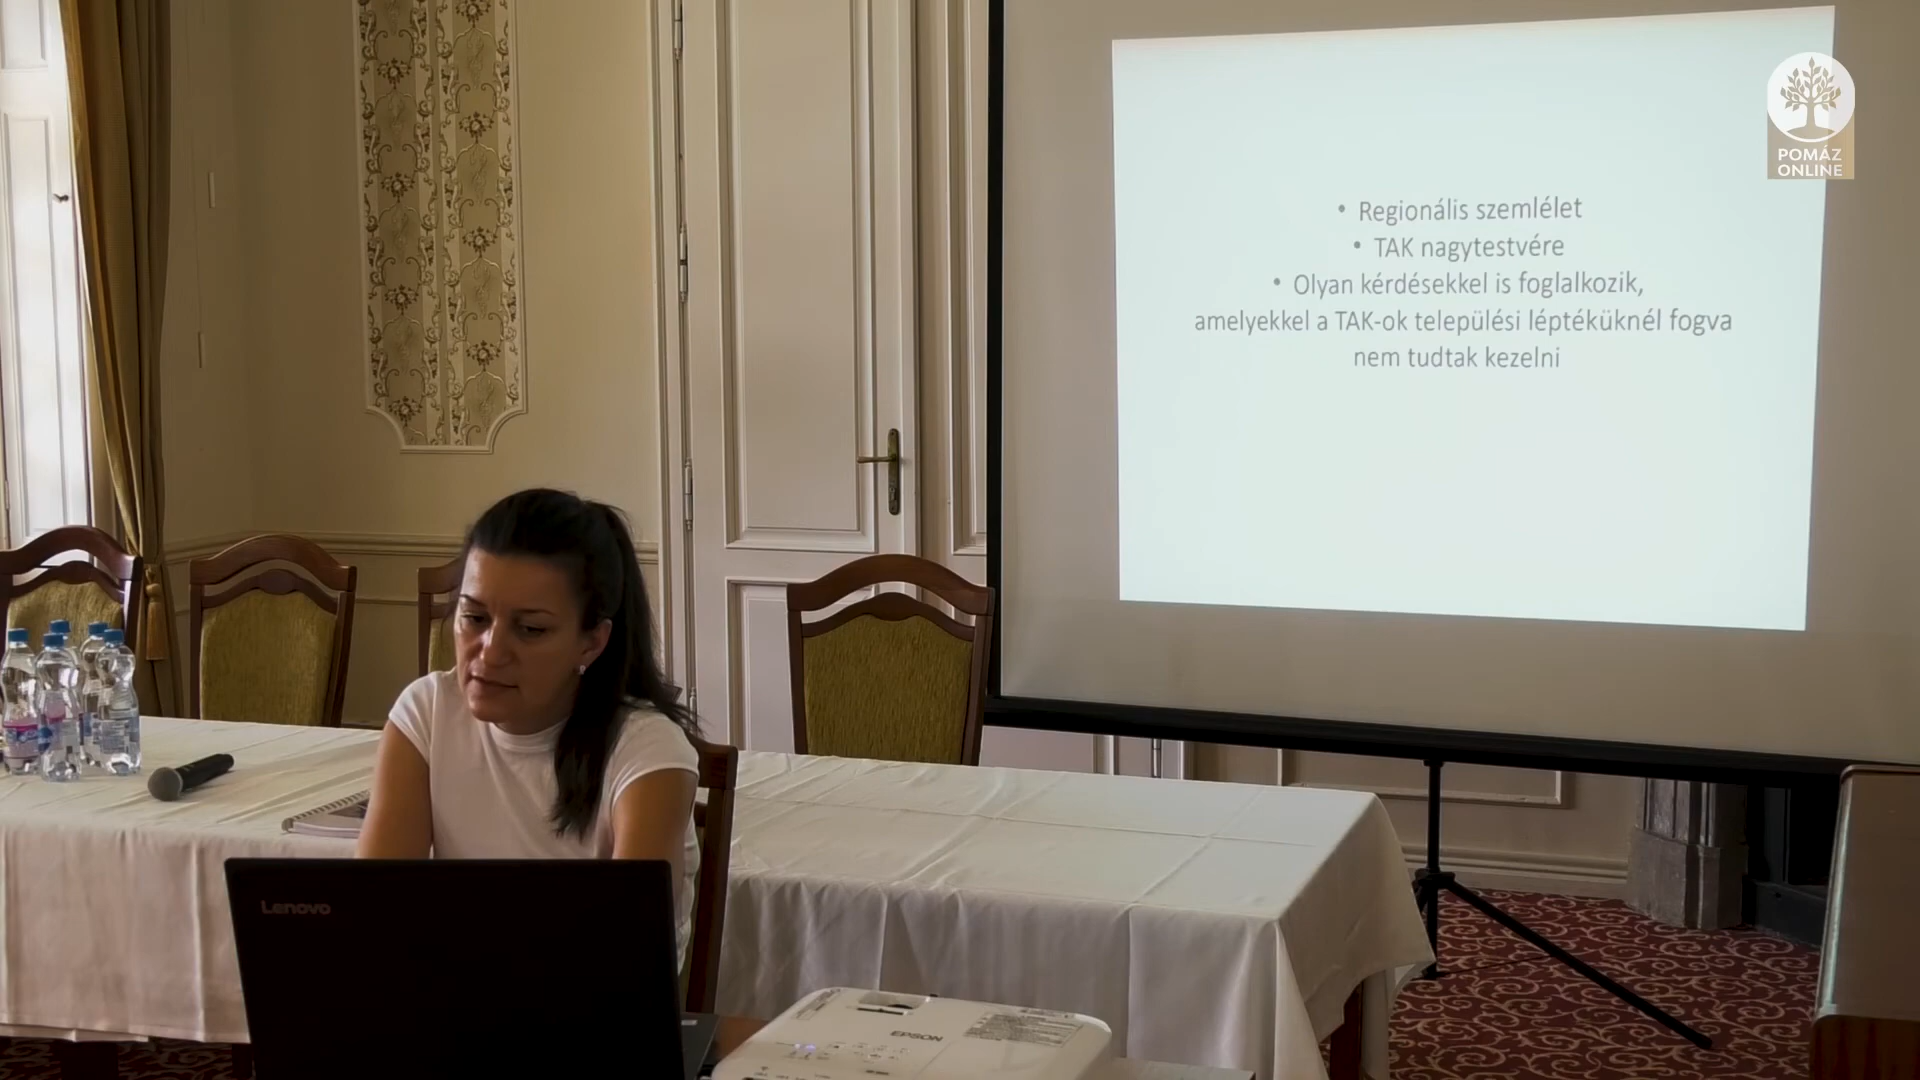 POMÁZ
ONLINE
• Regionális szemlélet
• TAK nagytestvére
• Olyan kérdésekkel is foglalkozik,
amelyekkel a TAK-ok települési léptéküknél fogva
nem tudtak kezelni
Lenovo
EPSON